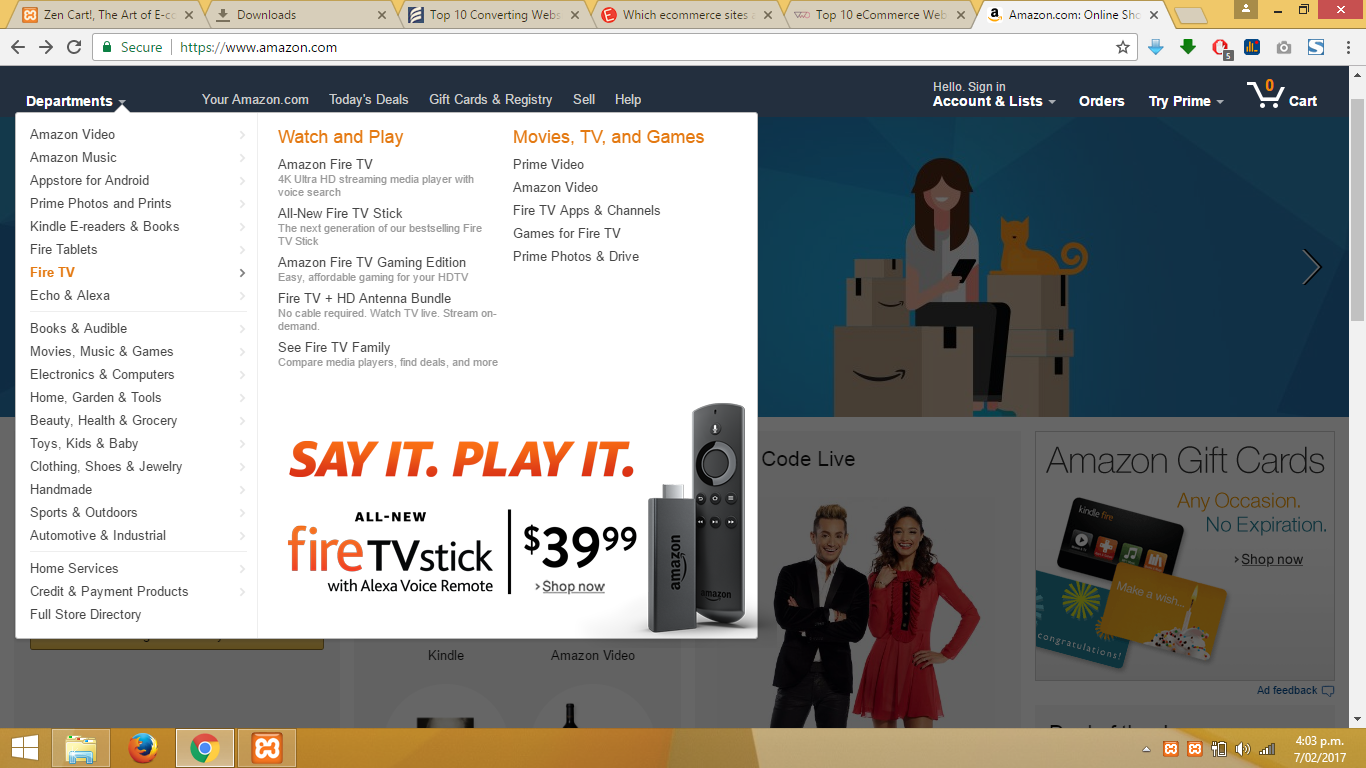 Zen Cart!, The Art of E-co
Downloads
Top 10 Converting Webs
Which ecommerce sites
Top 10 eCommerce Web
Amazon.com: Online Sho
Secure
https://www.amazon.com
5
Departments
Your Amazon.com
Today's Deals
Gift Cards & Registry
Sell
Help
Hello. Sign in
Account & Lists
Orders
Try Prime
0
Cart
Amazon Video
Amazon Music
Appstore for Android
Prime Photos and Prints
Kindle E-readers & Books
Fire Tablets
Fire TV
Echo & Alexa
Books & Audible
Movies, Music & Games
Electronics & Computers
Home, Garden & Tools
Beauty, Health & Grocery
Toys, Kids & Baby
Clothing, Shoes & Jewelry
Handmade
Sports & Outdoors
Automotive & Industrial
Home Services
Credit & Payment Products
Full Store Directory
Watch and Play
Amazon Fire TV
4K Ultra HD streaming media player with
voice search
All-New Fire TV Stick
The next generation of our bestselling Fire
TV Stick
Amazon Fire TV Gaming Edition
Easy, affordable gaming for your HDTV
Fire TV + HD Antenna Bundle
No cable required. Watch TV live. Stream on-
demand.
See Fire TV Family
Compare media players, find deals, and more
Movies, TV, and Games
Prime Video
Amazon Video
Fire TV Apps & Channels
Games for Fire TV
Prime Photos & Drive
SAY IT. PLAY IT.
ALL-NEW
fireTVstick
with Alexa Voice Remote
$3999
Shop now
amazon
amazon
Kindle
Amazon Video
Code Live
Amazon Gift Cards
Any Occasion.
No Expiration.
Shop now
kindle fire
Make a wish...
congratulations!
Ad feedback
4:03 p.m.
7/02/2017